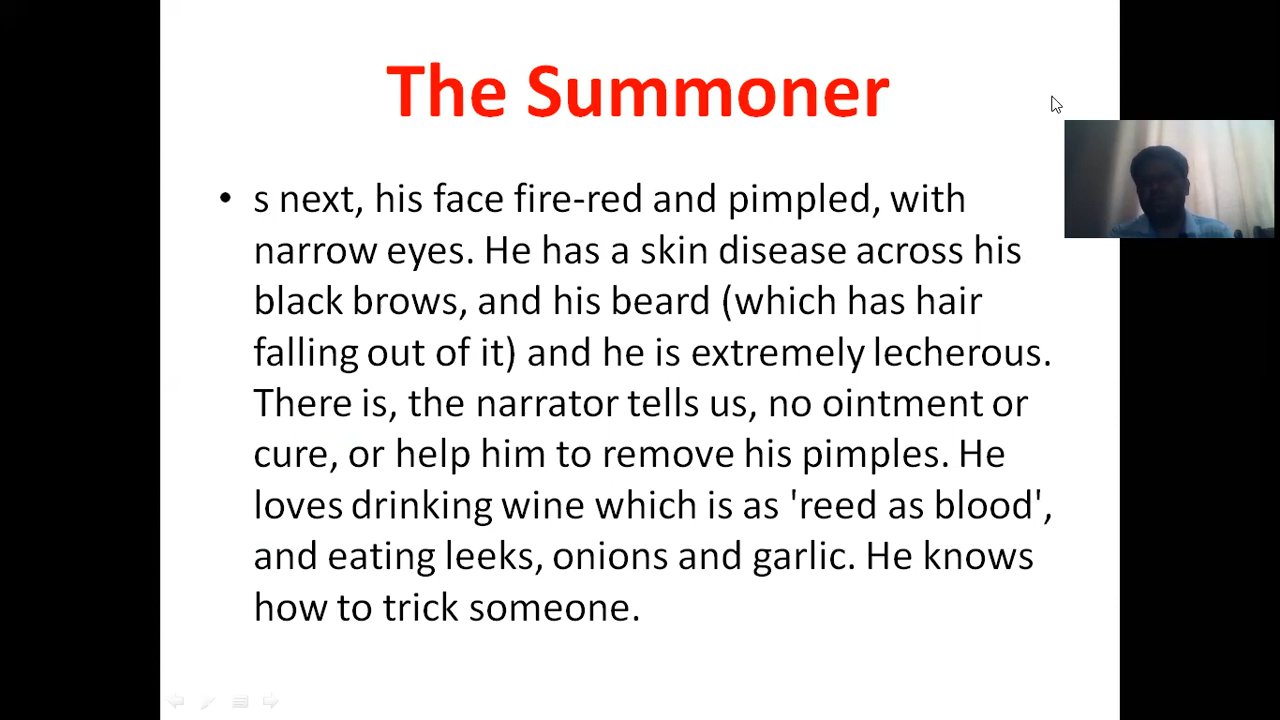 The Summoner
• s next, his face fire-red and pimpled, with
narrow eyes. He has a skin disease across his
black brows, and his beard (which has hair
falling out of it) and he is extremely lecherous.
There is, the narrator tells us, no ointment or
cure, or help him to remove his pimples. He
loves drinking wine which is as 'reed as blood',
and eating leeks, onions and garlic. He knows
how to trick someone.